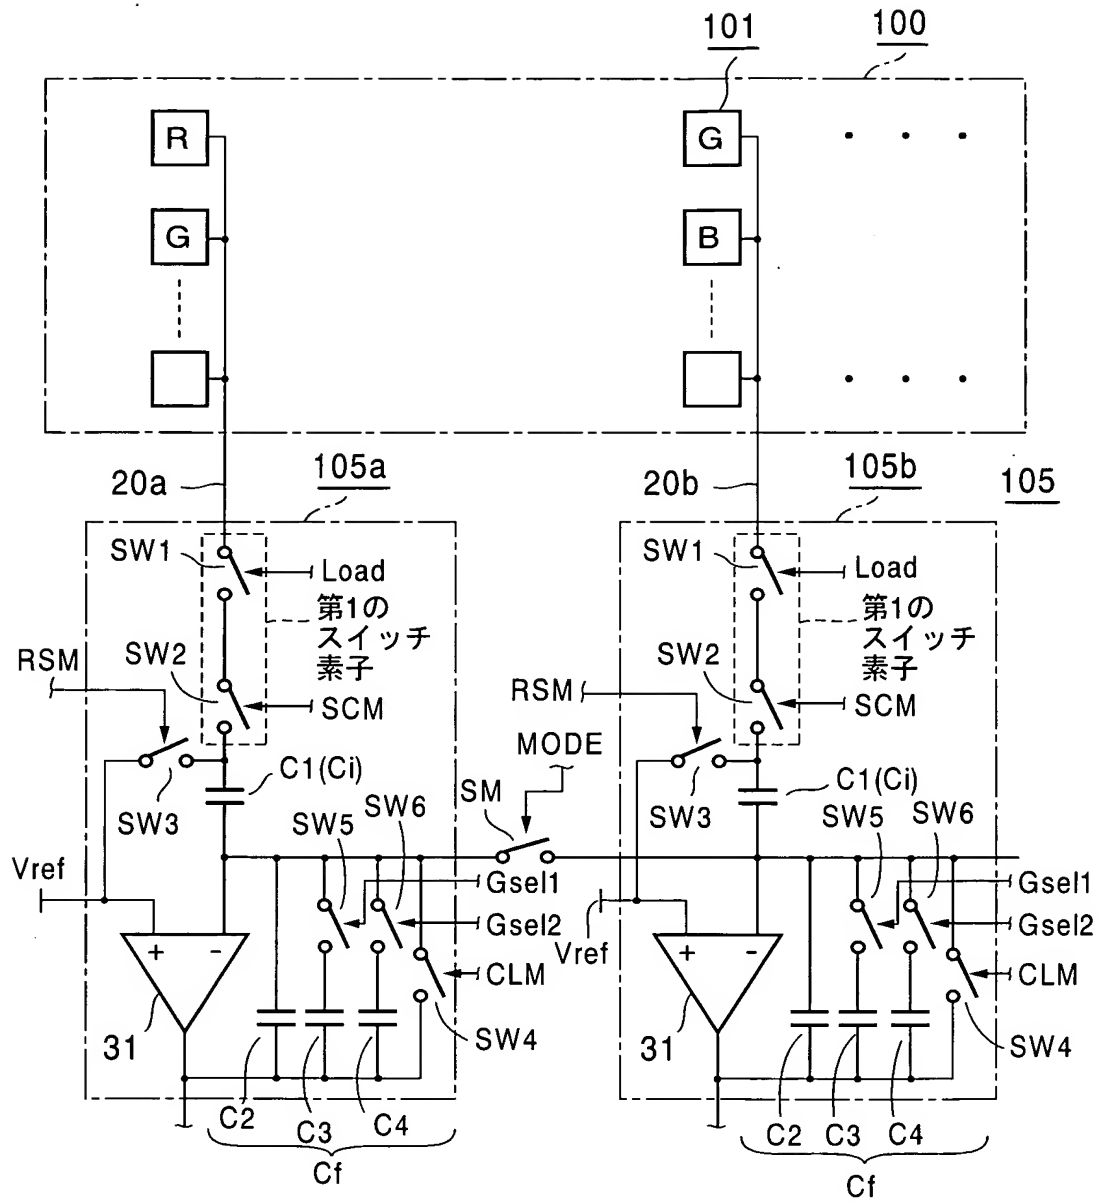 101
100
R
G
G
B
20a
105a
20b
105b
105
SW1
Load
第1の
スイッチ
素子
SW2
RSM
SCM
C1(Ci)
SW3
SW5
SW6
SM
MODE
Vref
Gsel1
Gsel2
CLM
+
-
31
SW4
C2
C3
C4
Cf
SW1
Load
第1の
スイッチ
素子
SW2
RSM
SCM
C1(Ci)
SW3
SW5
SW6
Vref
Gsel1
Gsel2
CLM
+
-
31
SW4
C2
C3
C4
Cf